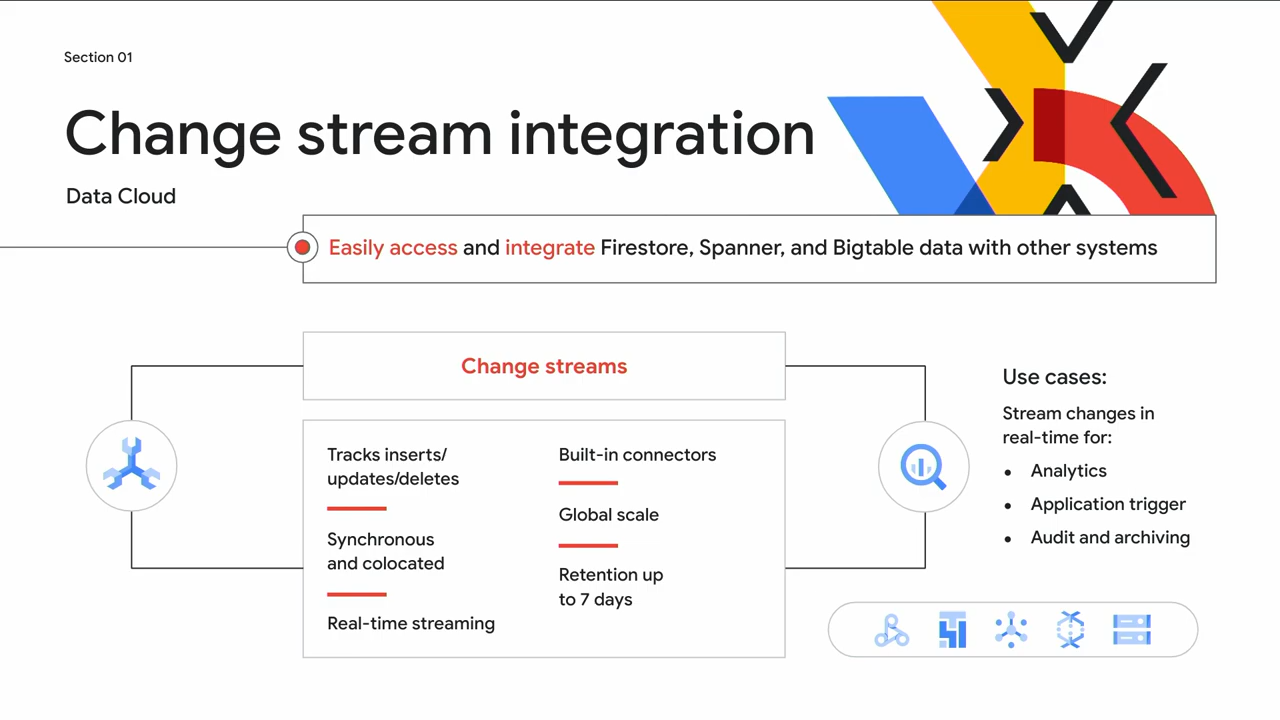 Section 01
Change stream integration
Data Cloud
Easily access and integrate Firestore, Spanner, and Bigtable data with other systems
Change streams
Tracks inserts/
updates/deletes
Synchronous
and colocated
Real-time streaming
Built-in connectors
Global scale
Retention up
to 7 days
Use cases:
Stream changes in
real-time for:
• Analytics
• Application trigger
• Audit and archiving